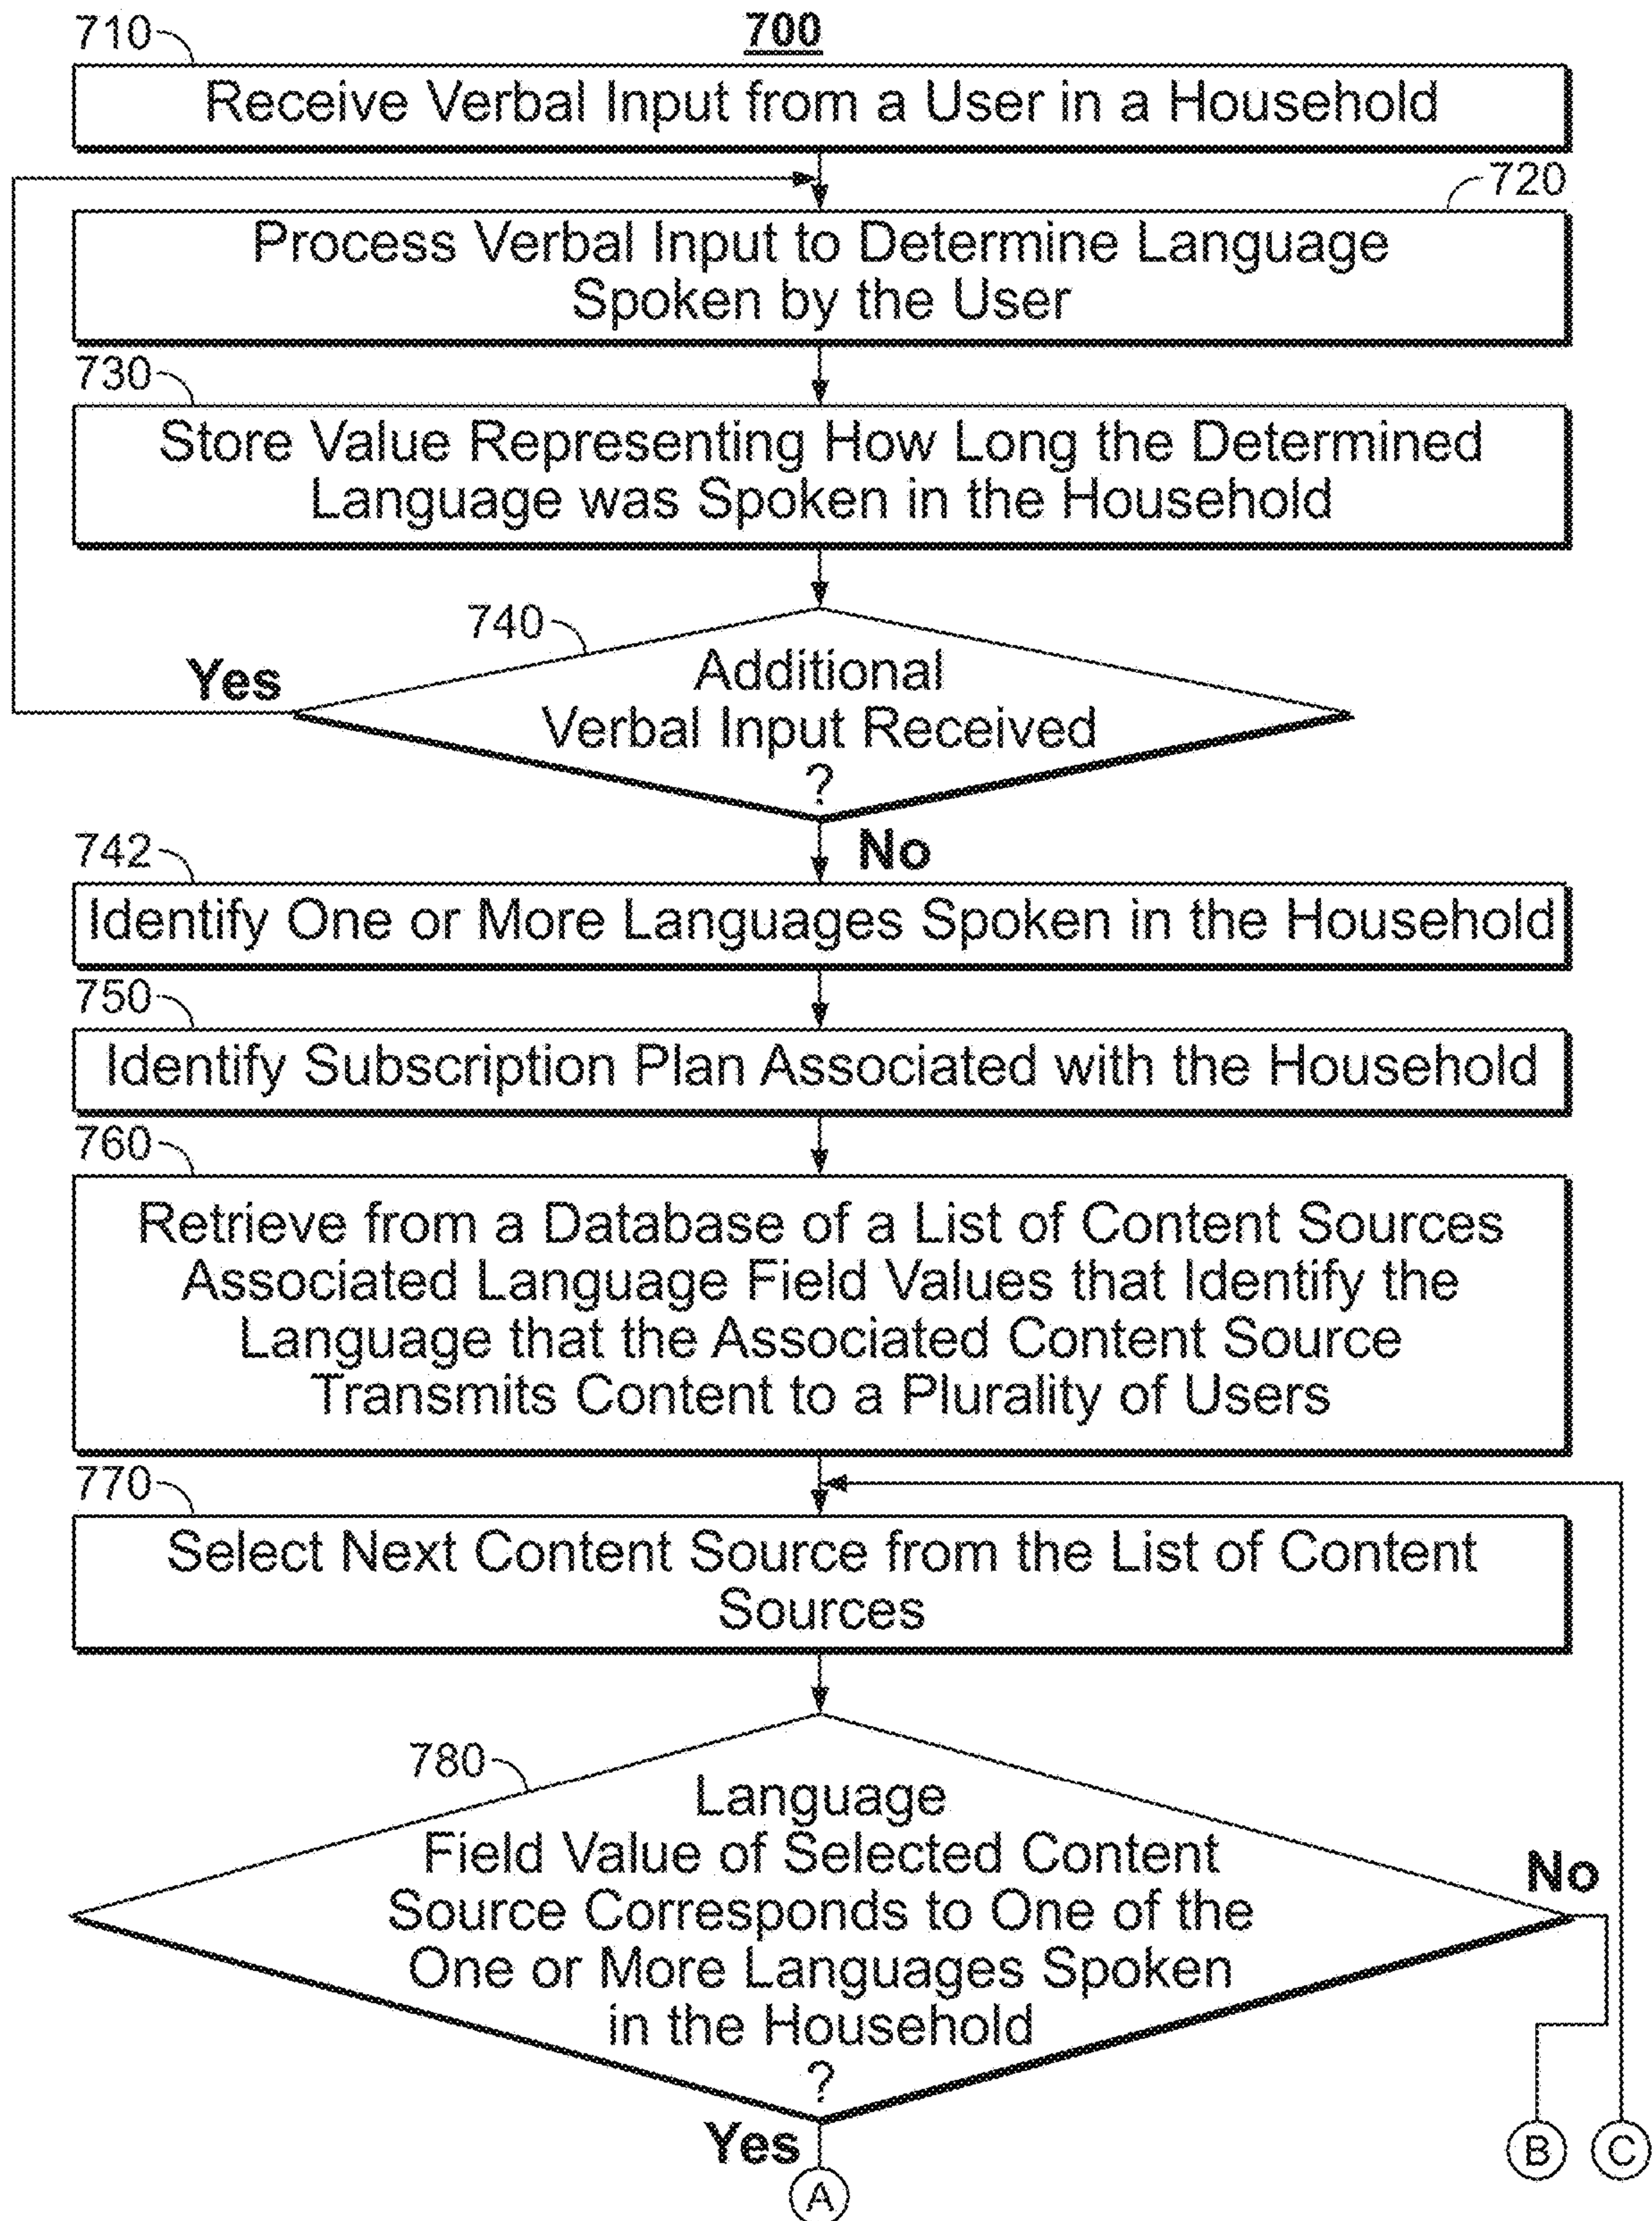 700
710
Receive Verbal Input from a User in a Household
720
Process Verbal Input to Determine Language
Spoken by the User
730
Store Value Representing How Long the Determined
Language was Spoken in the Household
740
Additional
Verbal Input Received
?
Yes
No
742
Identify One or More Languages Spoken in the Household
750
Identify Subscription Plan Associated with the Household
760
Retrieve from a Database of a List of Content Sources
Associated Language Field Values that Identify the
Language that the Associated Content Source
Transmits Content to a Plurality of Users
770
Select Next Content Source from the List of Content
Sources
780
Language
Field Value of Selected Content
Source Corresponds to One of the
One or More Languages Spoken
in the Household
?
No
Yes
B
C
A